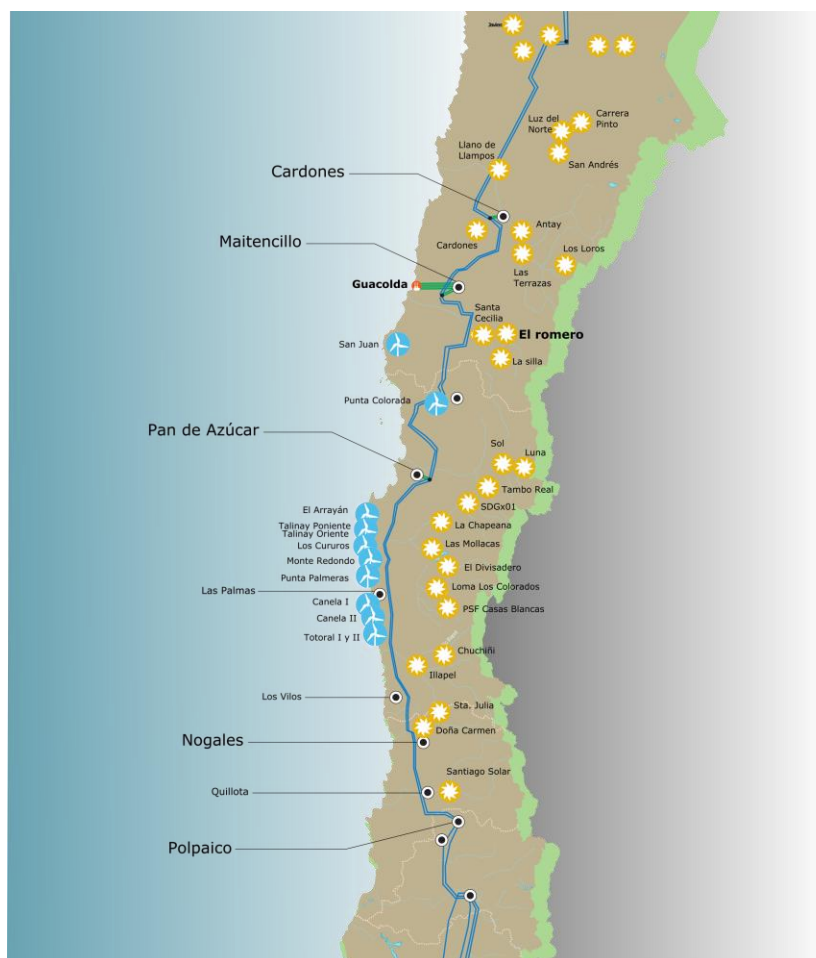 Javier
Luz del
Norte
Carrera
Pinto
Llano de
Llampos
San Andrés
Cardones
Antay
Cardones
Maitencillo
Los Loros
Las
Terrazas
Guacolda
Santa
Cecilia
El romero
San Juan
La silla
Punta Colorada
Pan de Azúcar
Sol
Luna
Tambo Real
SDGx01
El Arrayán
La Chapeana
Talinay Poniente
Talinay Oriente
Los Cururos
Las Mollacas
Monte Redondo
El Divisadero
Punta Palmeras
Las Palmas
Loma Los Colorados
Canela I
PSF Casas Blancas
Canela II
Totoral I y II
Chuchiñi
Illapel
Los Vilos
Sta. Julia
Doña Carmen
Nogales
Santiago Solar
Quillota
Polpaico